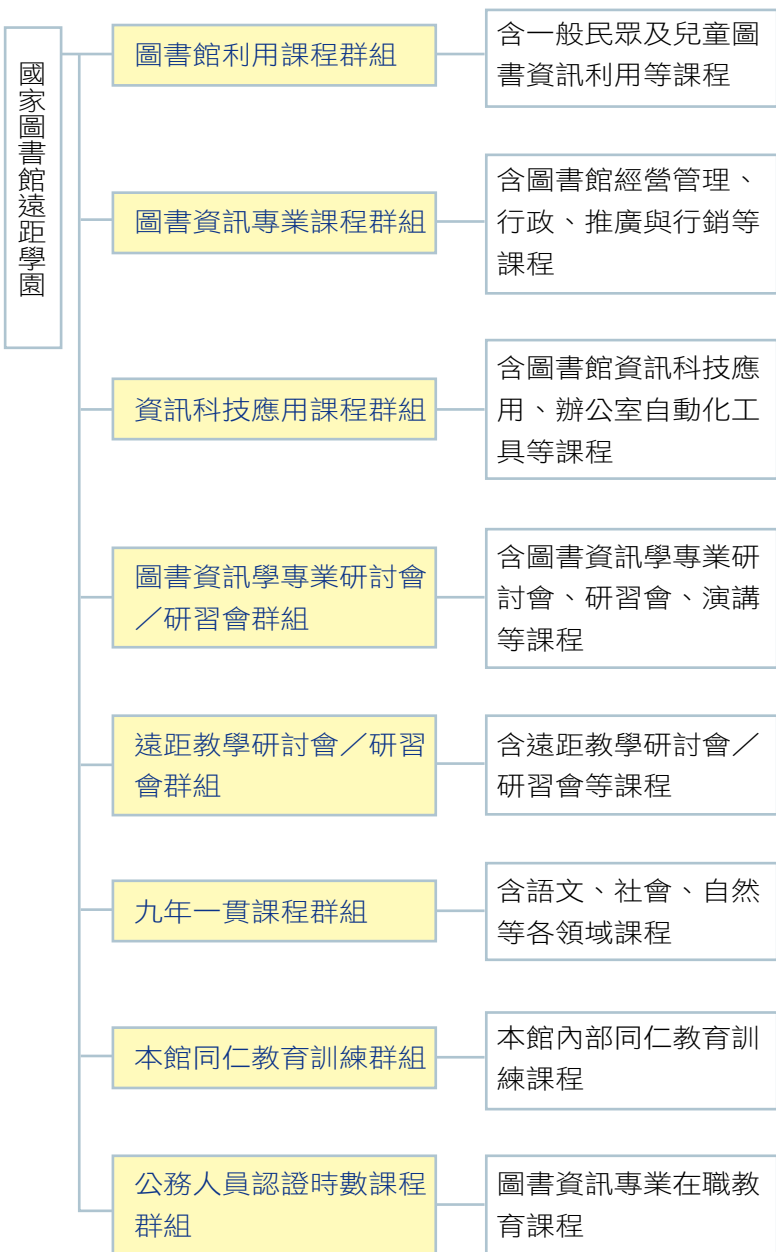 國家圖書館遠距學園
圖書館利用課程群組
含一般民眾及兒童圖
書資訊利用等課程
圖書資訊專業課程群組
含圖書館經營管理、
行政、推廣與行銷等
課程
資訊科技應用課程群組
含圖書館資訊科技應
用、辦公室自動化工
具等課程
圖書資訊學專業研討會
／研習會群組
含圖書資訊學專業研
討會、研習會、演講
等課程
遠距教學研討會／研習
會群組
含遠距教學研討會／
研習會等課程
九年一貫課程群組
含語文、社會、自然
等各領域課程
本館同仁教育訓練群組
本館內部同仁教育訓
練課程
公務人員認證時數課程
群組
圖書資訊專業在職教
育課程